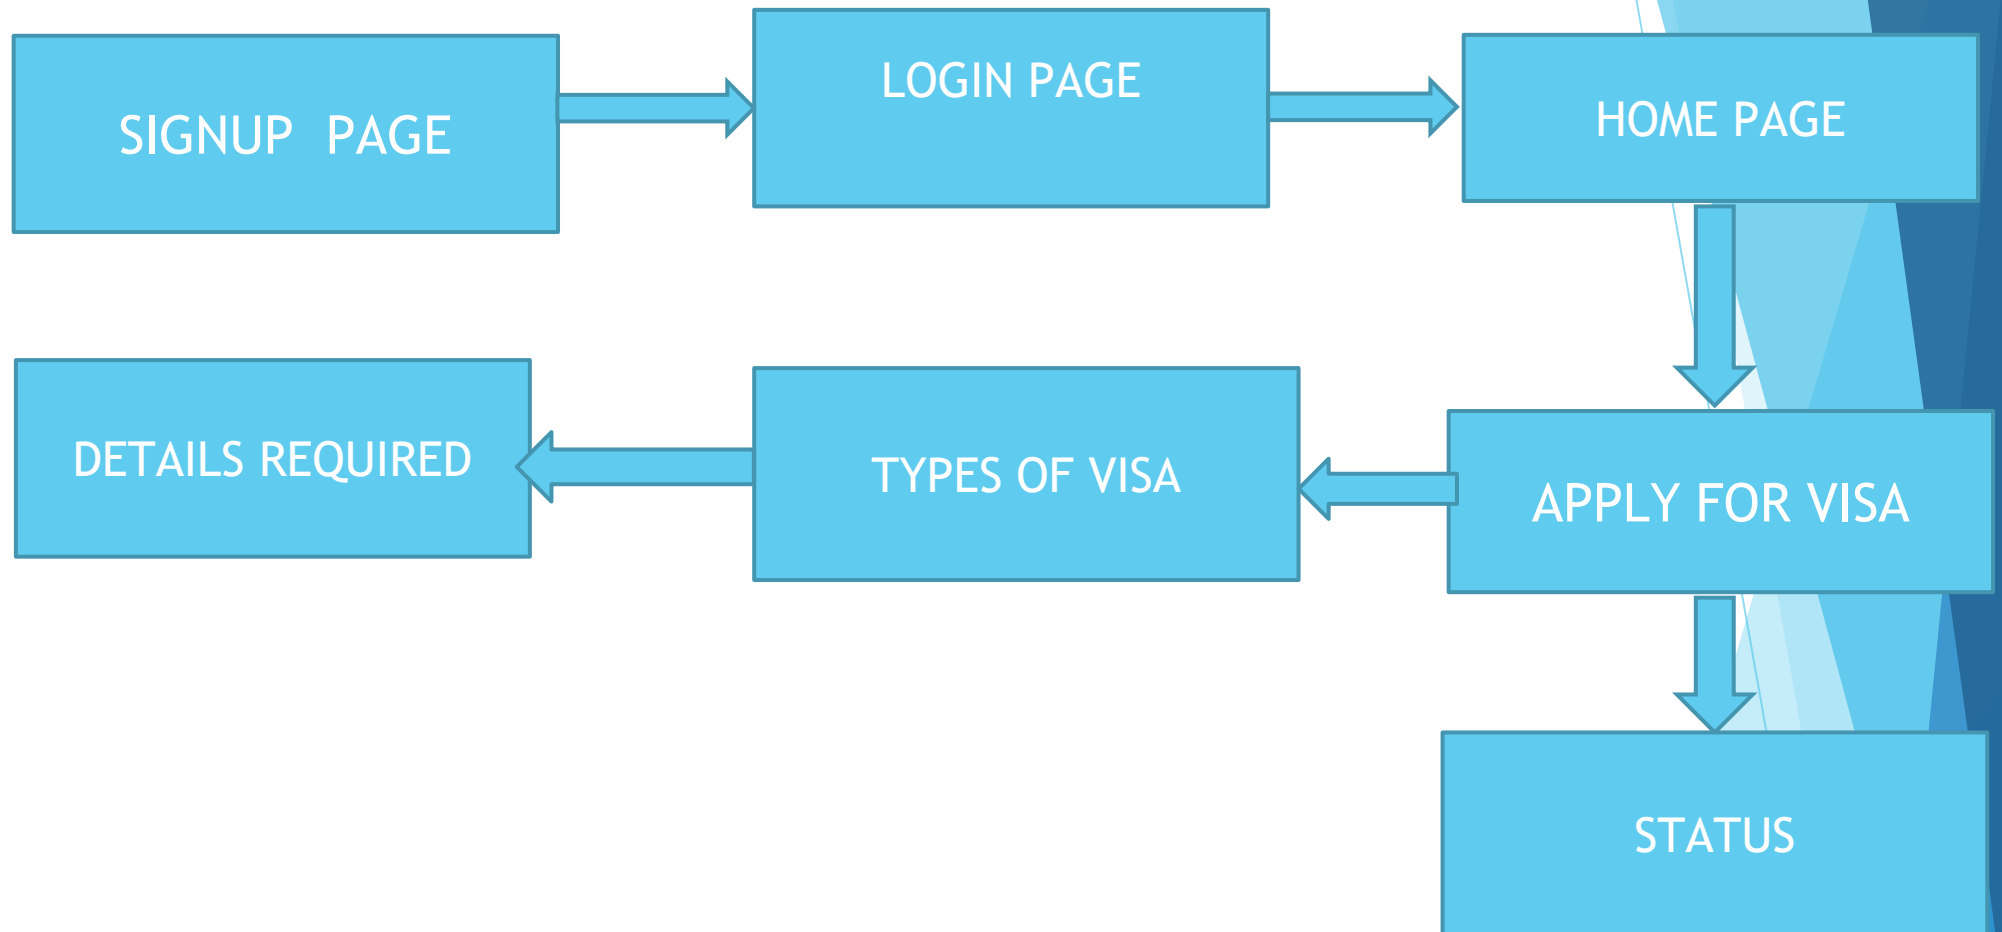 SIGNUP  PAGE
LOGIN PAGE
HOME PAGE
DETAILS REQUIRED
TYPES OF VISA
APPLY FOR VISA
STATUS